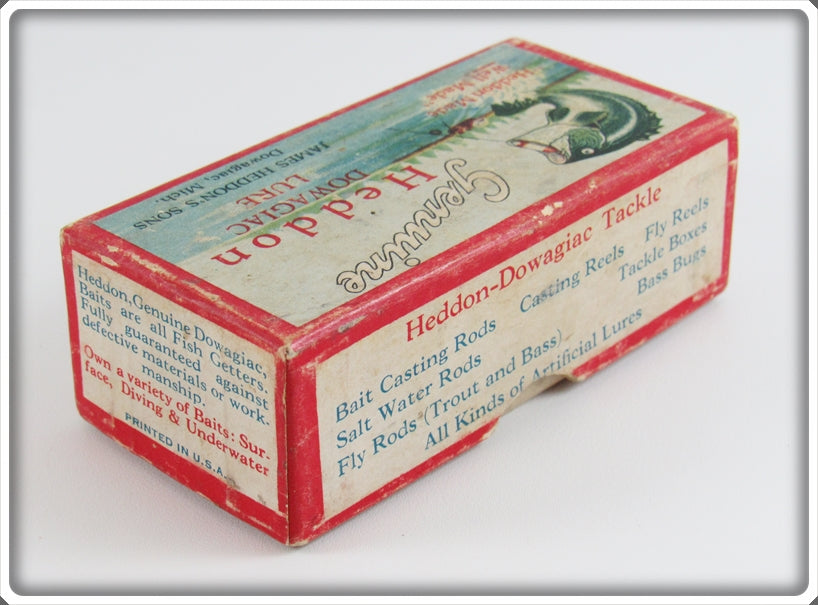 Heddon Made
Well Made
Genuine
Heddon
DOWAGIAC
LURE
JAMES HEDDON'S SONS
Dowagiac, Mich.
Heddon-Dowagiac Tackle
Bait Casting Rods Casting Reels Fly Reels
Salt Water Rods Tackle Boxes
Fly Rods (Trout and Bass) Bass Bugs
All Kinds of Artificial Lures
Heddon, Genuine Dowagiac,
Baits are all Fish Getters.
Fully guaranteed against
defective materials or work-
manship.
Own a variety of Baits: Sur-
face, Diving & Underwater
PRINTED IN U.S.A.